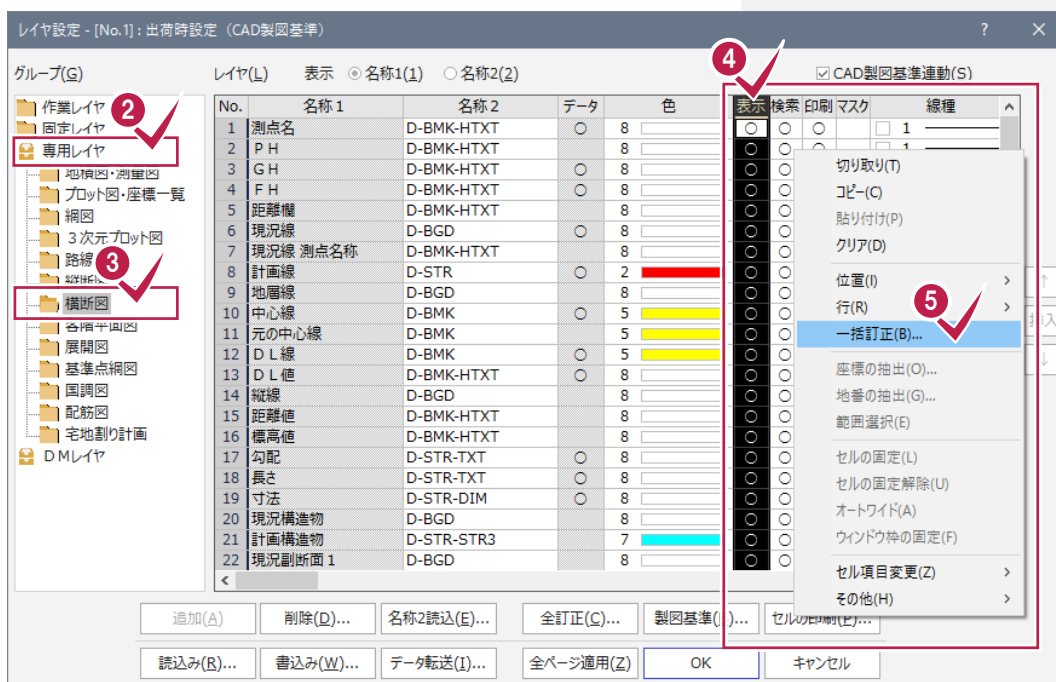 レイヤ設定 - [No.1] : 出荷時設定（CAD製図基準）
グループ(G)
レイヤ(L) 表示 名称1(1) 名称2(2)
CAD製図基準連動(S)
作業レイヤ
固定レイヤ
専用レイヤ
地積図・測量図
プロット図・座標一覧
網図
３次元プロット図
路線
縦断図
横断図
各階平面図
展開図
基準点網図
国調図
配筋図
宅地割り計画
ＤＭレイヤ
2
3
4
5
No. 名称１ 名称２ データ 色 表示 検索 印刷 マスク 線種
1 測点名 D-BMK-HTXT ○ 8 ○ ○ ○ 1
2 ＰＨ D-BMK-HTXT 8 ○ ○ ○ 1
3 ＧＨ D-BMK-HTXT ○ 8 ○ ○
4 ＦＨ D-BMK-HTXT ○ 8 ○ ○
5 距離欄 D-BMK-HTXT 8 ○ ○
6 現況線 D-BGD ○ 8 ○ ○
7 現況線 測点名称 D-BMK-HTXT 8 ○ ○
8 計画線 D-STR ○ 2 ○ ○
9 地層線 D-BGD 8 ○ ○
10 中心線 D-BMK ○ 5 ○ ○
11 元の中心線 D-BMK 5 ○ ○
12 ＤＬ線 D-BMK ○ 5 ○ ○
13 ＤＬ値 D-BMK-HTXT ○ 8 ○ ○
14 縦線 D-BGD 8 ○ ○
15 距離値 D-BMK-HTXT 8 ○ ○
16 標高値 D-BMK-HTXT 8 ○ ○
17 勾配 D-STR-TXT ○ 8 ○ ○
18 長さ D-STR-TXT ○ 8 ○ ○
19 寸法 D-STR-DIM ○ 8 ○ ○
20 現況構造物 D-BGD 8 ○ ○
21 計画構造物 D-STR-STR3 7 ○ ○
22 現況副断面１ D-BGD 8 ○ ○
切り取り(T)
コピー(C)
貼り付け(P)
クリア(D)
位置(I)
行(R)
一括訂正(B)...
座標の抽出(O)...
地番の抽出(G)...
範囲選択(E)
セルの固定(L)
セルの固定解除(U)
オートワイド(A)
ウィンドウ枠の固定(F)
セル項目変更(Z)
その他(H)
挿入
追加(A) 削除(D)... 名称2読込(E)... 全訂正(C)... 製図基準( )... セルの印刷(P)...
読込み(R)... 書込み(W)... データ転送(I)... 全ページ適用(Z) OK キャンセル